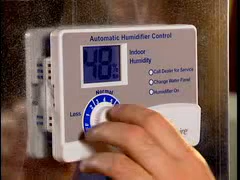 Automatic Humidifier Control
48%
Indoor
Humidity
Call Dealer for Service
Change Water Panel
Humidifier On
Normal
Less